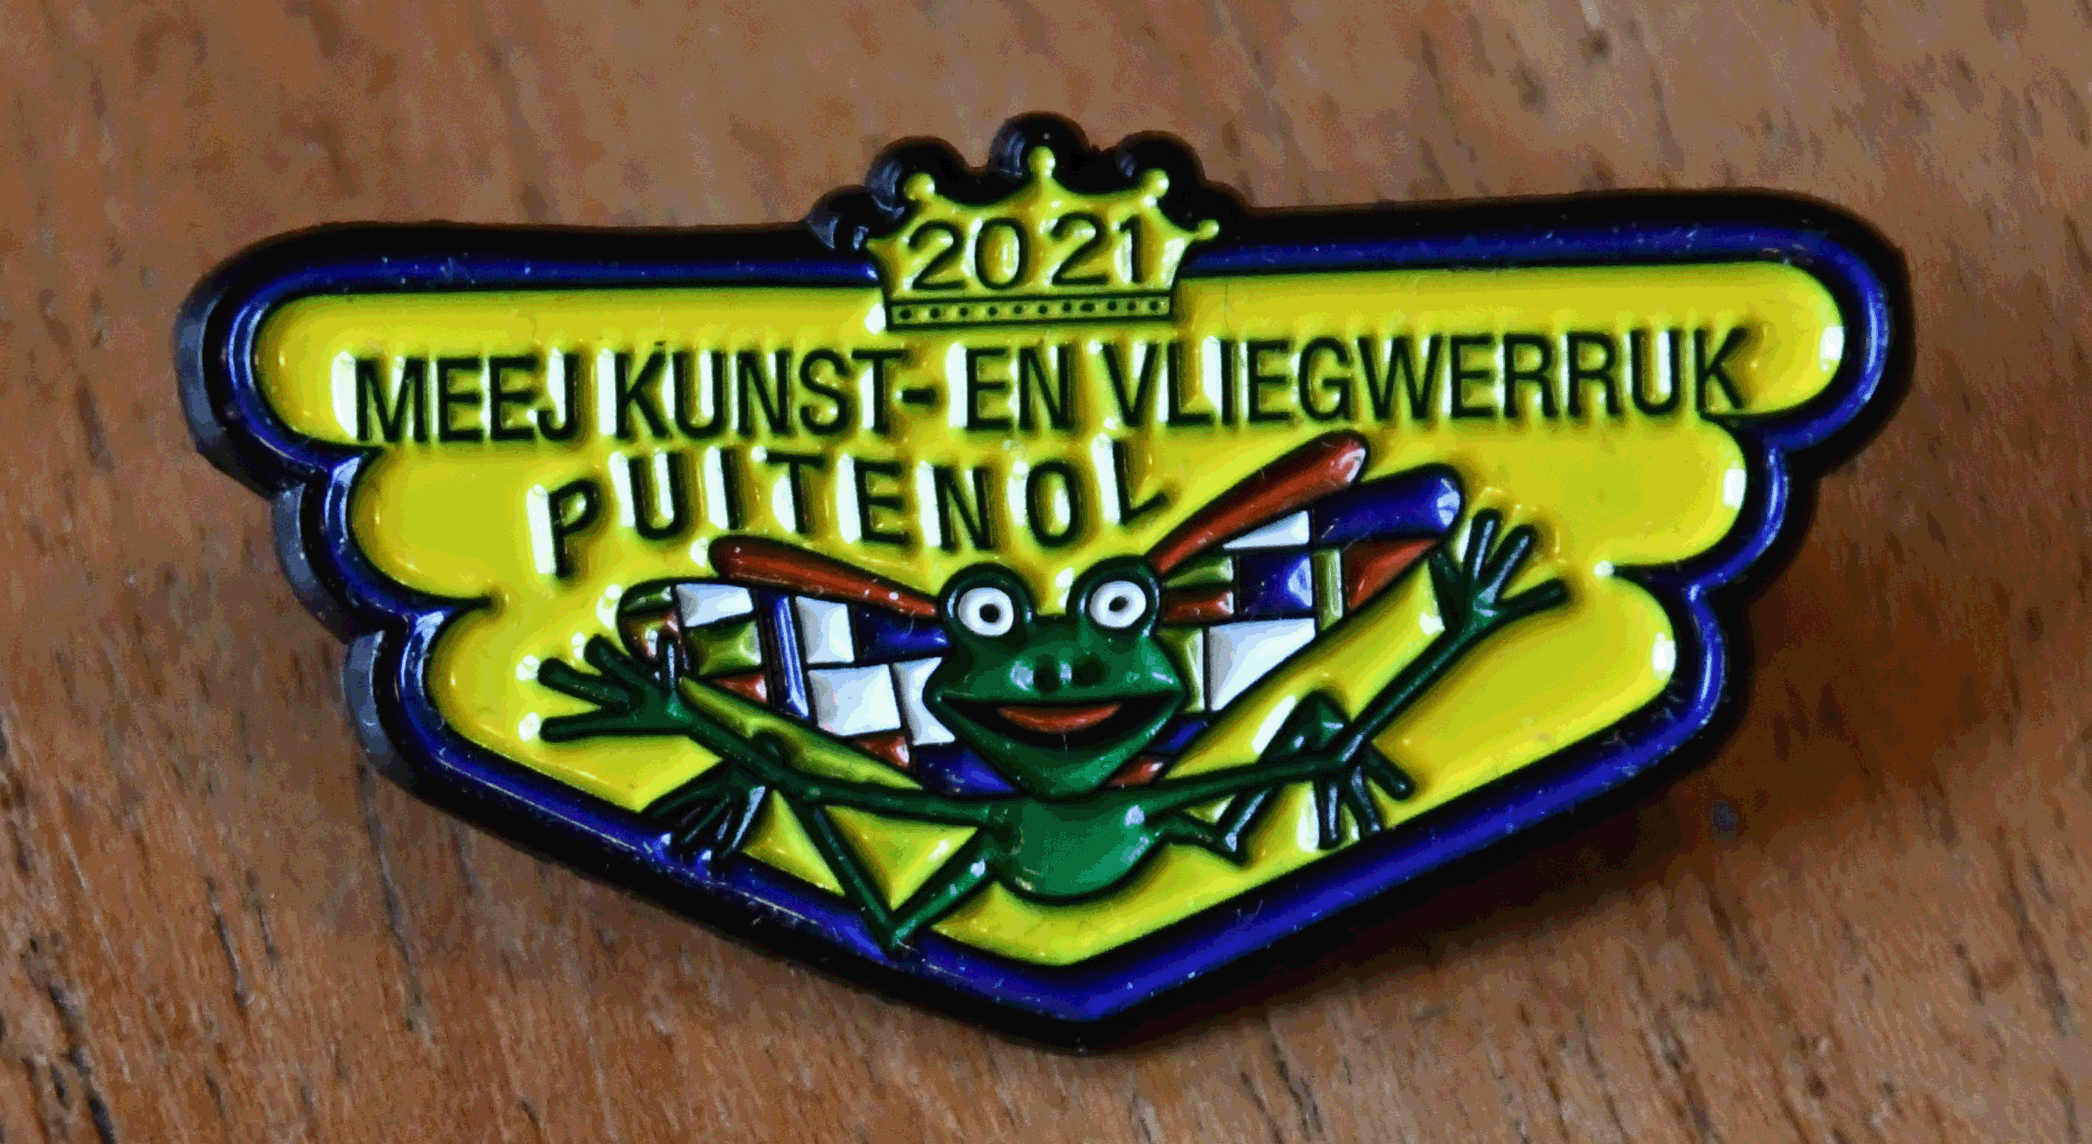 2021
MEEJ KUNST- EN VLIEGWERRUK
PUITENOL